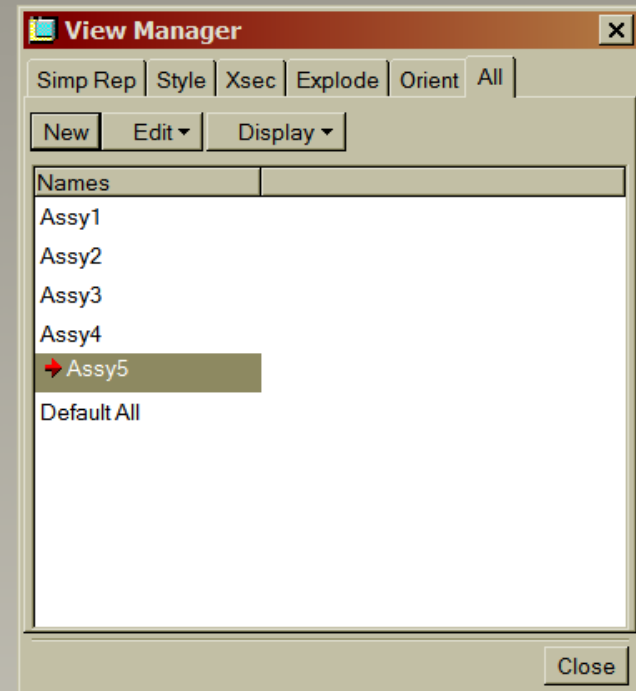 View Manager
Simp Rep Style Xsec Explode Orient All
New Edit Display
Names
Assy1
Assy2
Assy3
Assy4
Assy5
Default All
Close